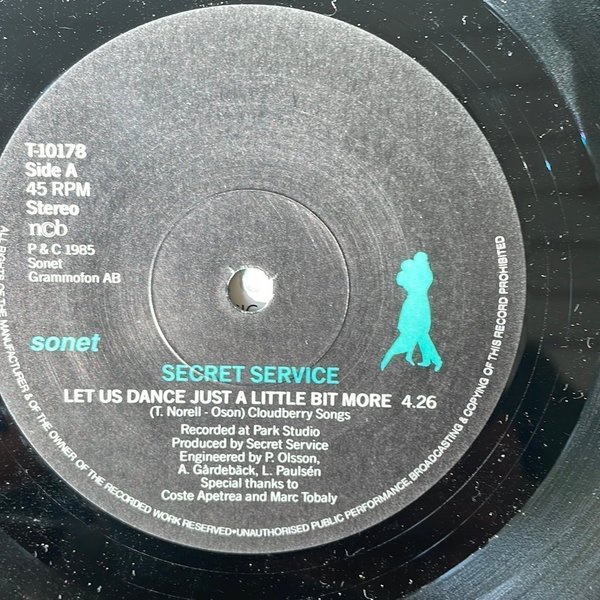 T-10178
Side A
45 RPM
Stereo
ncb
P & C 1985
Sonet
Grammofon AB
sonet
SECRET SERVICE
LET US DANCE JUST A LITTLE BIT MORE 4.26
(T. Norell - Oson) Cloudberry Songs
Recorded at Park Studio
Produced by Secret Service
Engineered by P. Olsson,
A. Gårdebäck, L. Paulsén
Special thanks to
Coste Apetrea and Marc Tobaly
ALL RIGHTS OF THE MANUFACTURER & OF THE OWNER OF THE RECORDED WORK RESERVED•UNAUTHORISED PUBLIC PERFORMANCE, BROADCASTING & COPYING OF THIS RECORD PROHIBITED